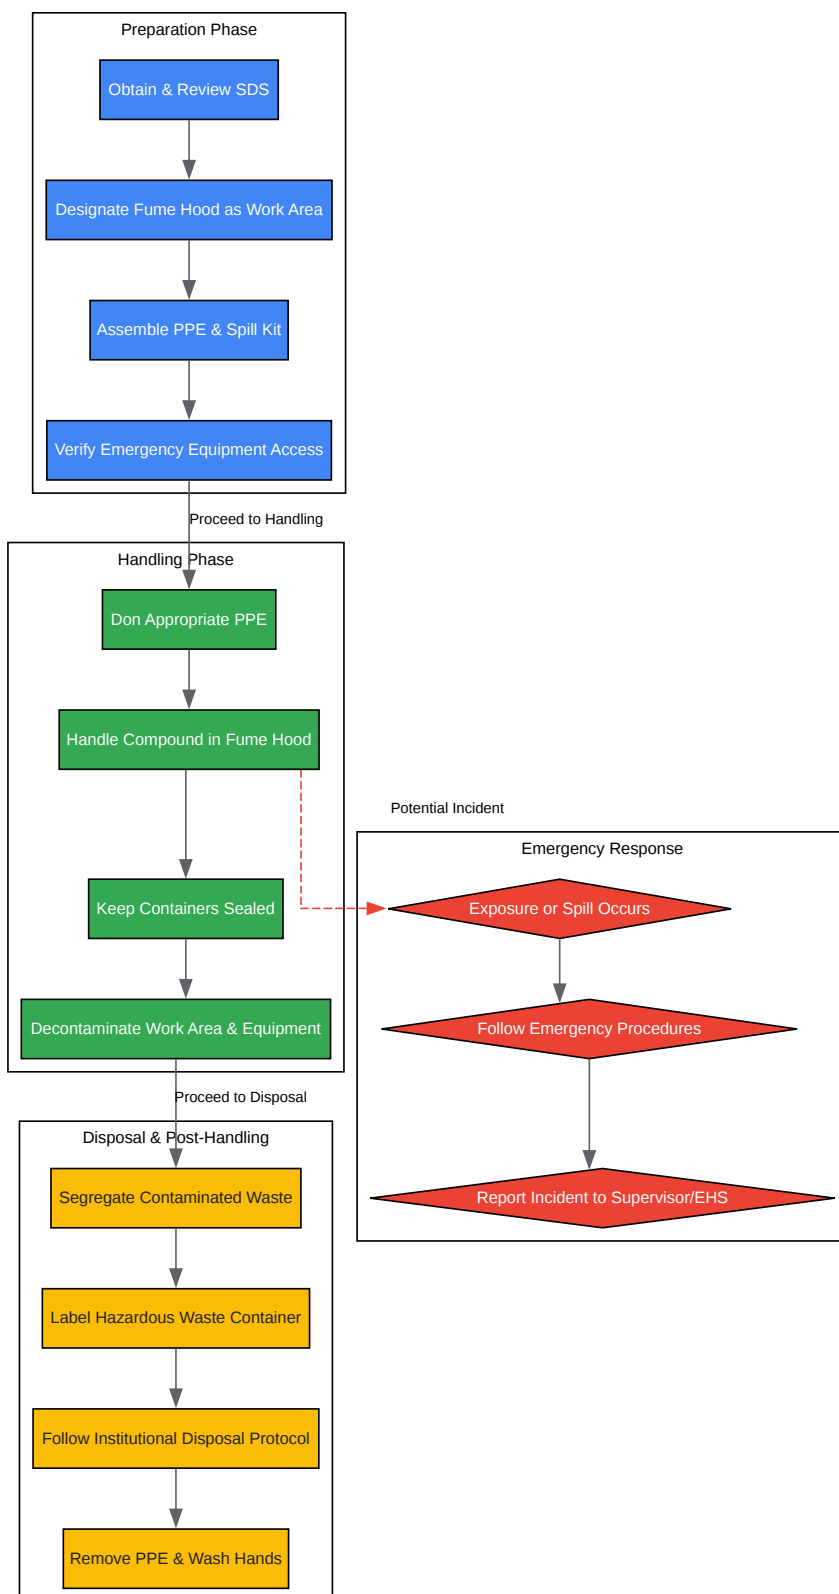 Preparation Phase
Obtain & Review SDS
Designate Fume Hood as Work Area
Assemble PPE & Spill Kit
Verify Emergency Equipment Access
Proceed to Handling
Handling Phase
Don Appropriate PPE
Handle Compound in Fume Hood
Potential Incident
Emergency Response
Keep Containers Sealed
Exposure or Spill Occurs
Decontaminate Work Area & Equipment
Follow Emergency Procedures
Proceed to Disposal
Disposal & Post-Handling
Segregate Contaminated Waste
Report Incident to Supervisor/EHS
Label Hazardous Waste Container
Follow Institutional Disposal Protocol
Remove PPE & Wash Hands